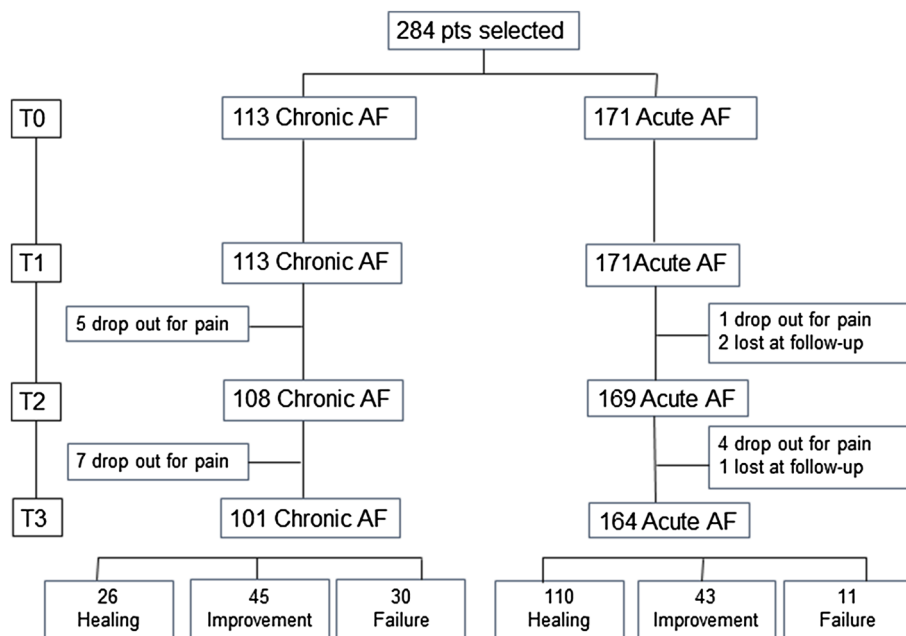 284 pts selected
T0
113 Chronic AF
171 Acute AF
T1
113 Chronic AF
171Acute AF
5 drop out for pain
1 drop out for pain
2 lost at follow-up
T2
108 Chronic AF
169 Acute AF
7 drop out for pain
4 drop out for pain
1 lost at follow-up
T3
101 Chronic AF
164 Acute AF
26
Healing
45
Improvement
30
Failure
110
Healing
43
Improvement
11
Failure